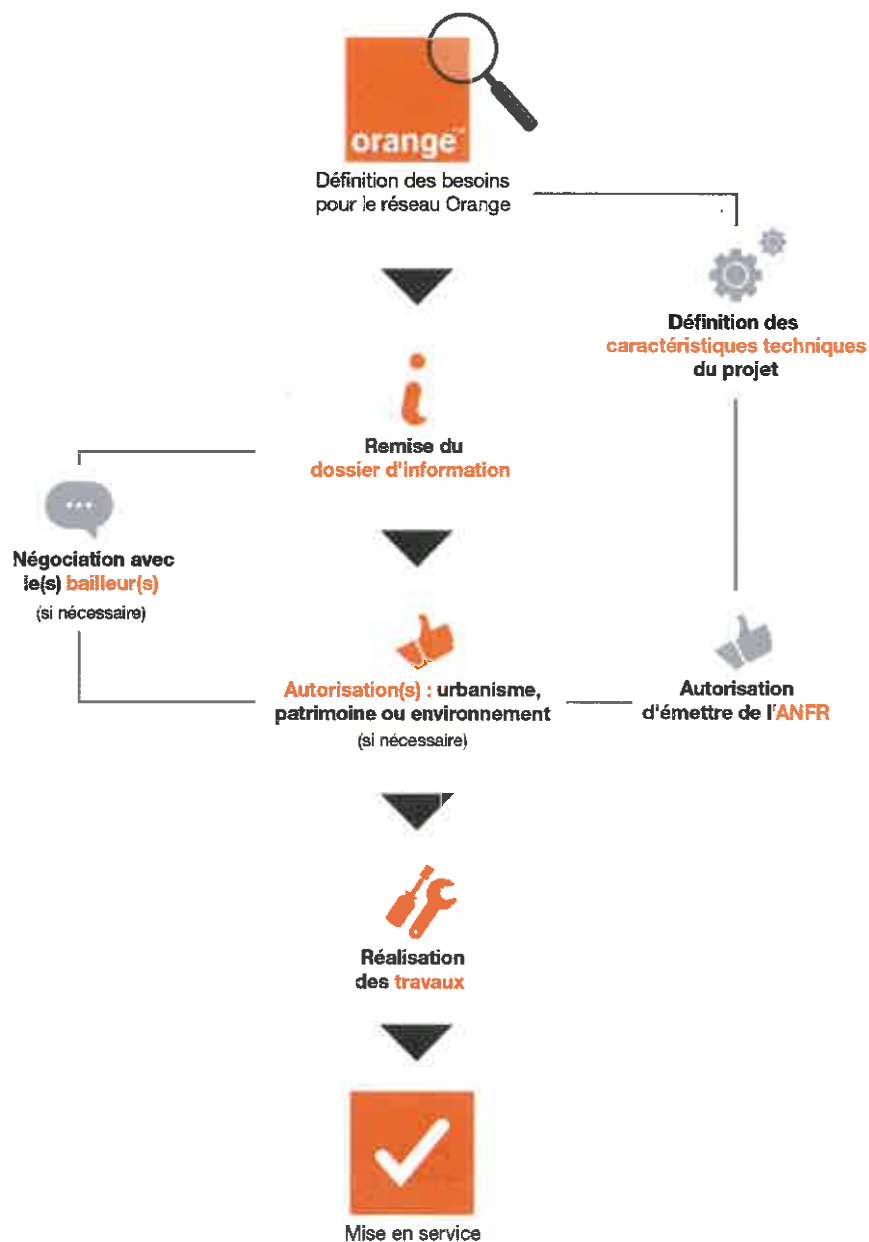 orange™
Définition des besoins
pour le réseau Orange
Définition des
caractéristiques techniques
du projet
Remise du
dossier d'information
Négociation avec
le(s) bailleur(s)
(si nécessaire)
Autorisation(s) : urbanisme,
patrimoine ou environnement
(si nécessaire)
Autorisation
d'émettre de l'ANFR
Réalisation
des travaux
Mise en service